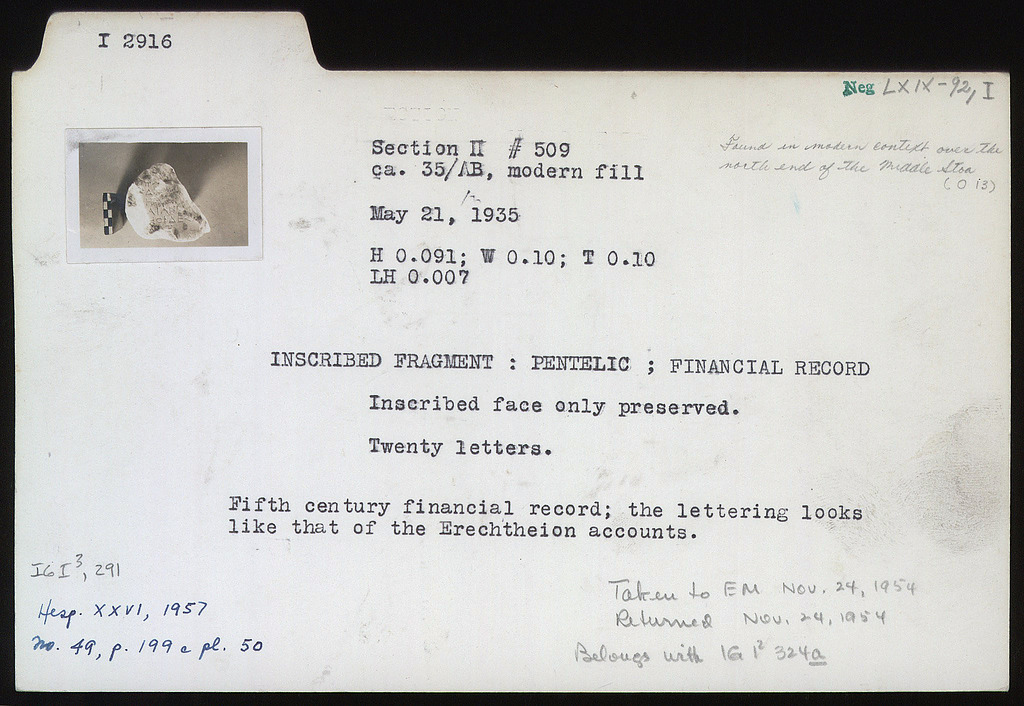 I 2916
Neg LXIX-92, I
Section Π # 509
ca. 35/ΛB, modern fill
Found in modern context over the
north end of the Middle Stoa
(O 13)
May 21, 1935
H 0.091; W 0.10; T 0.10
LH 0.007
INSCRIBED FRAGMENT : PENTELIC ; FINANCIAL RECORD
Inscribed face only preserved.
Twenty letters.
Fifth century financial record; the lettering looks
like that of the Erechtheion accounts.
IG I³, 291
Hesp. XXVI, 1957
no. 49, p. 199 e pl. 50
Taken to EM Nov. 24, 1954
Returned Nov. 24, 1954
Belongs with IG I² 324a